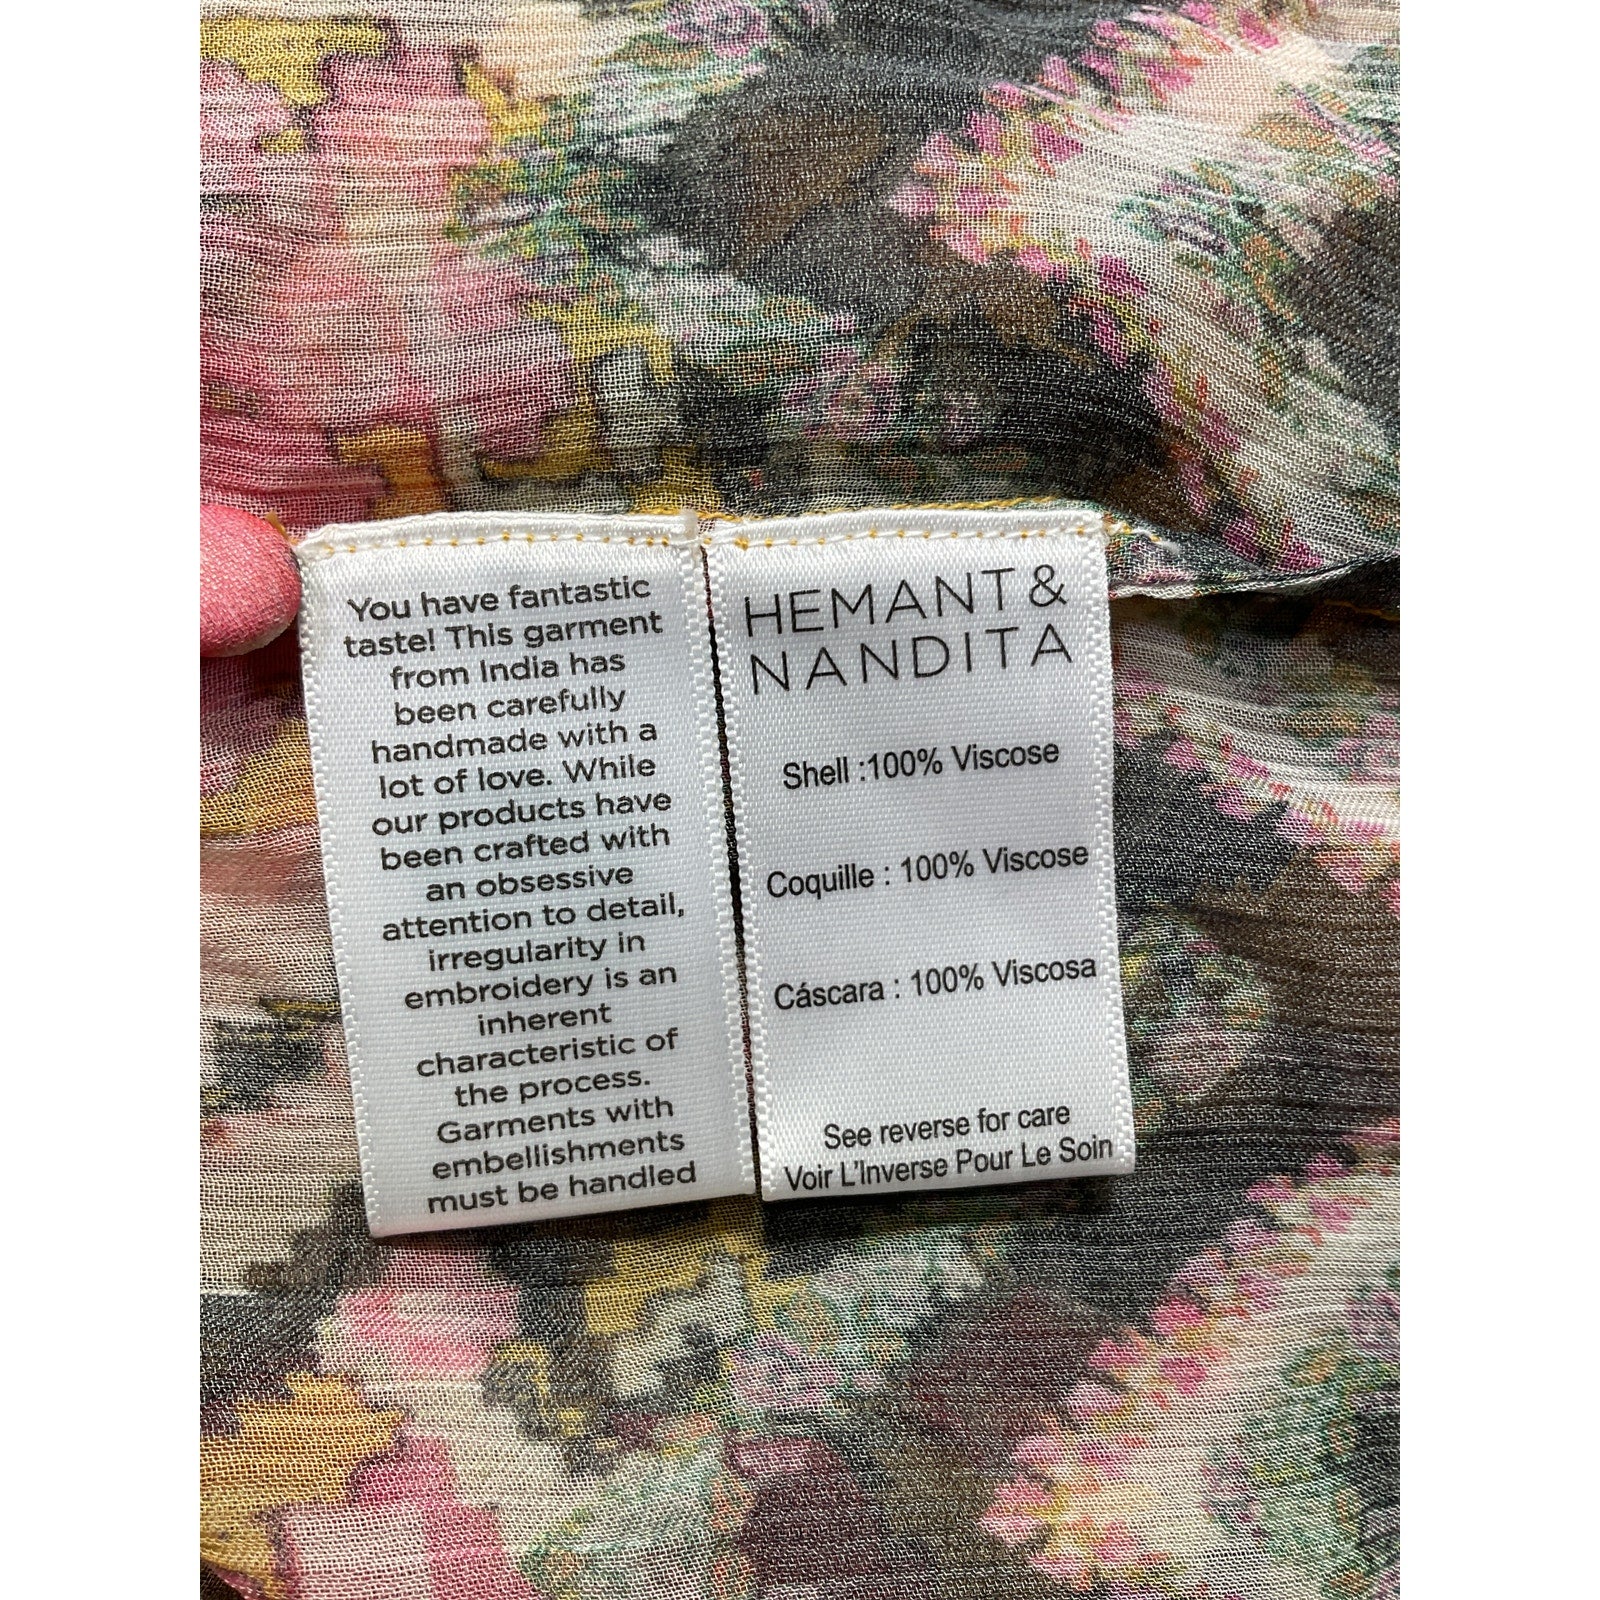 You have fantastic
taste! This garment
from India has
been carefully
handmade with a
lot of love. While
our products have
been crafted with
an obsessive
attention to detail,
irregularity in
embroidery is an
inherent
characteristic of
the process.
Garments with
embellishments
must be handled
HEMANT &
NANDITA
Shell :100% Viscose
Coquille : 100% Viscose
Cáscara : 100% Viscosa
See reverse for care
Voir L'Inverse Pour Le Soin